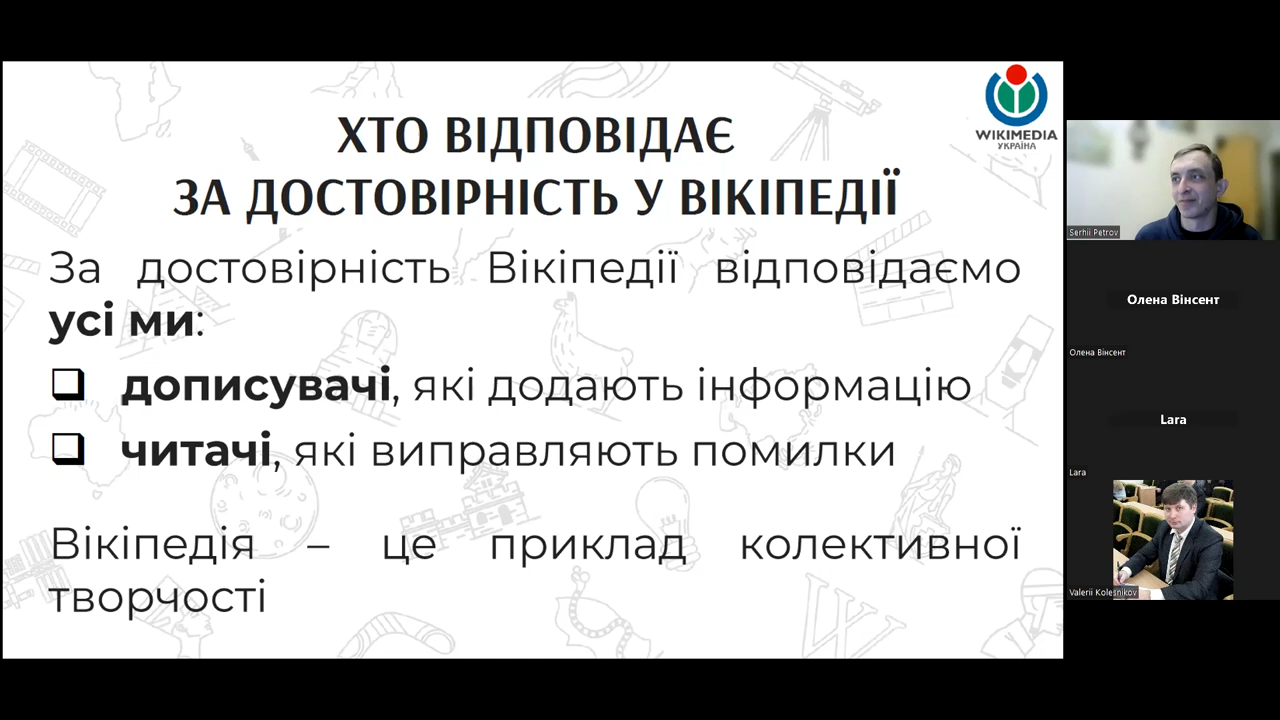 ХТО ВІДПОВІДАЄ
ЗА ДОСТОВІРНІСТЬ У ВІКІПЕДІЇ
WIKIMEDIA
УКРАЇНА
За достовірність Вікіпедії відповідаємо
усі ми:
дописувачі, які додають інформацію
читачі, які виправляють помилки
Вікіпедія – це приклад колективної
творчості
Serhii Petrov
Олена Вінсент
Олена Вінсент
Lara
Lara
Valerii Kolesnikov